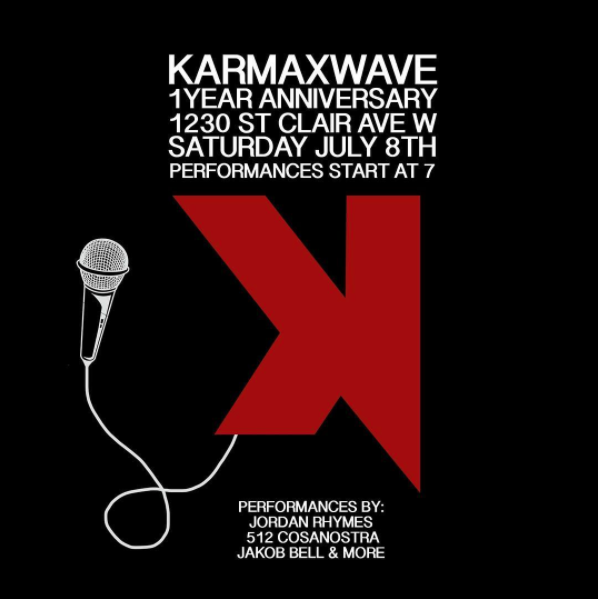 KARMAXWAVE
1YEAR ANNIVERSARY
1230 ST CLAIR AVE W
SATURDAY JULY 8TH
PERFORMANCES START AT 7
PERFORMANCES BY:
JORDAN RHYMES
512 COSANOSTRA
JAKOB BELL & MORE